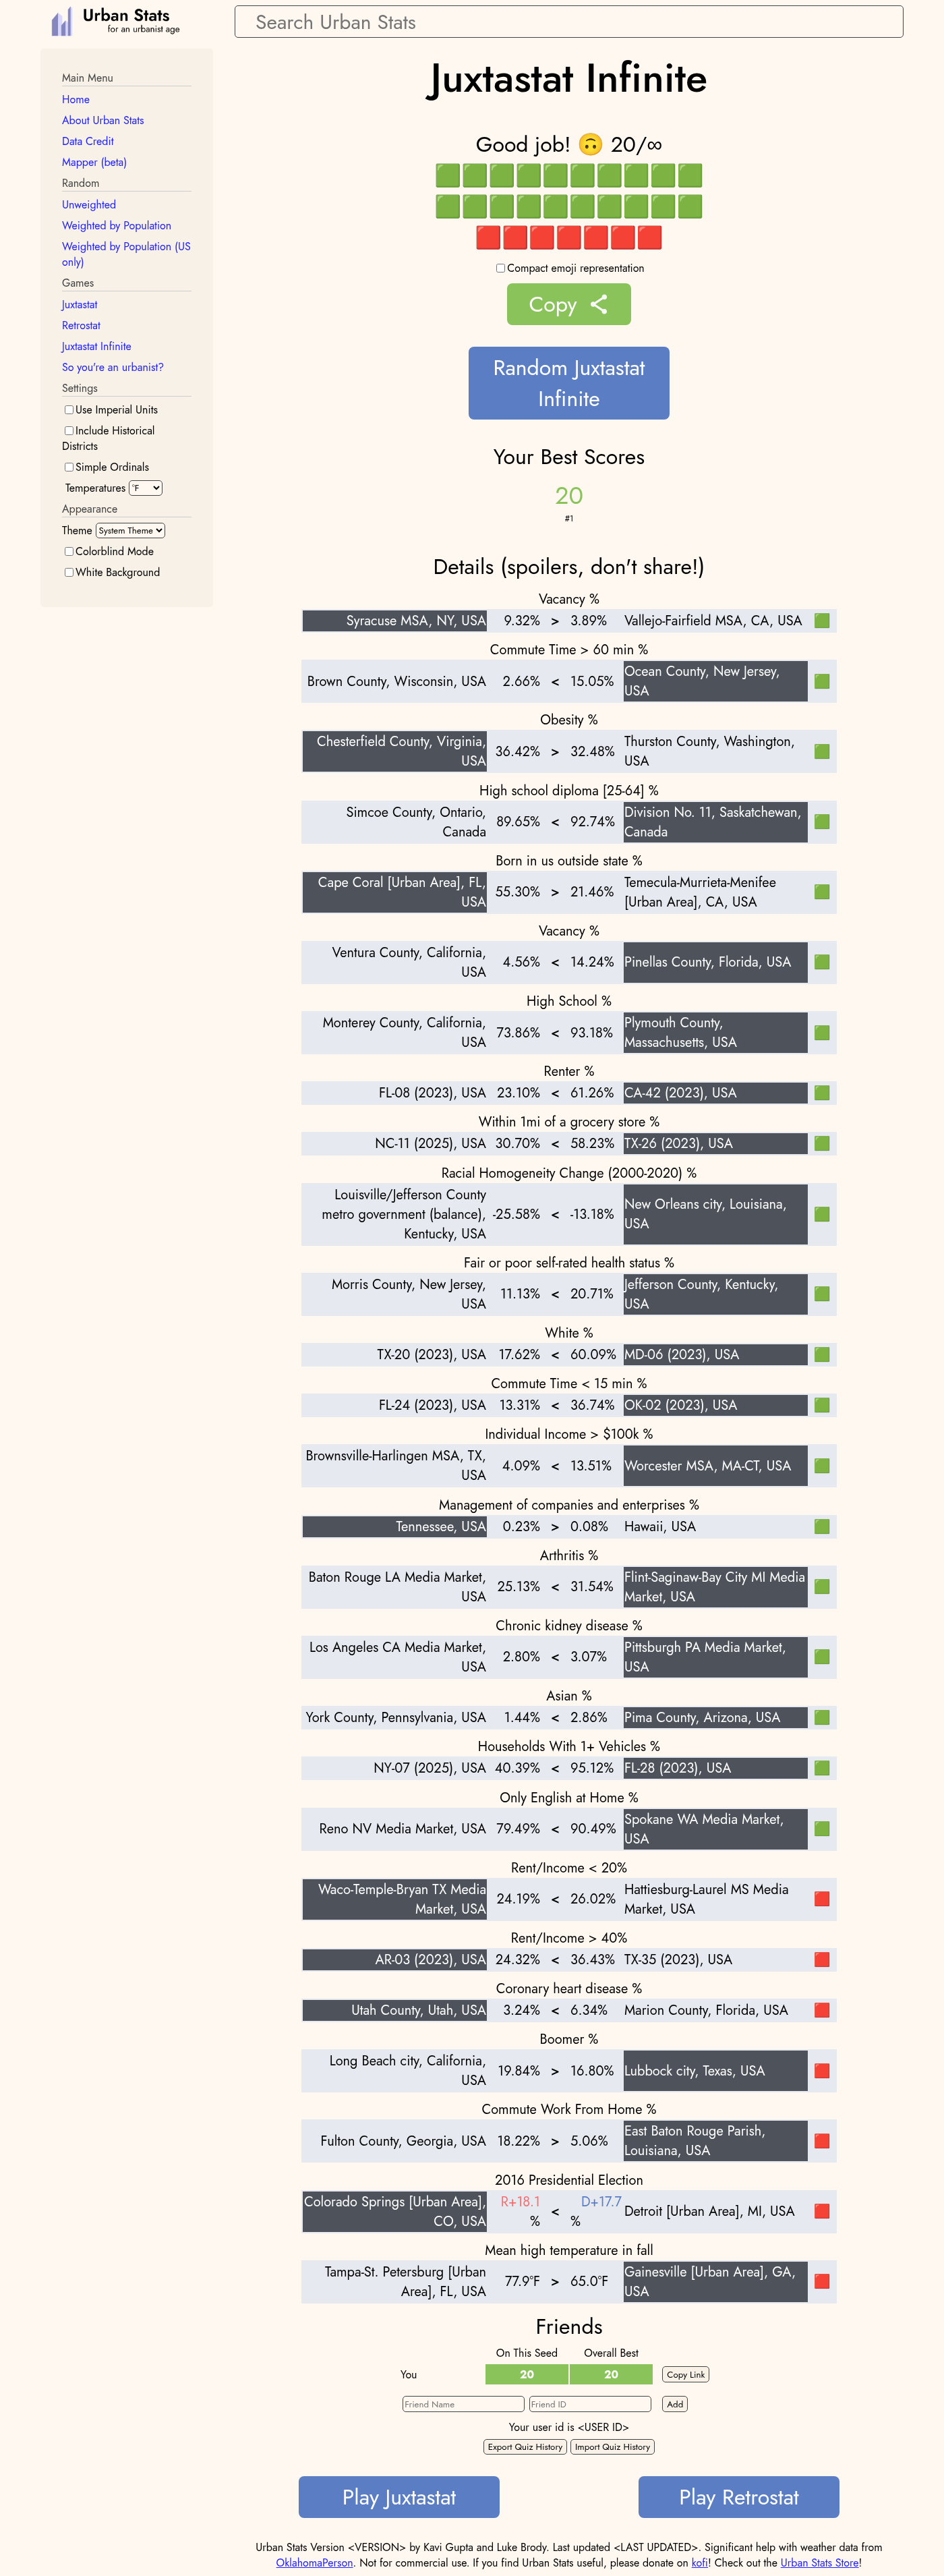 Urban Stats
for an urbanist age
Search Urban Stats
Main Menu
Home
About Urban Stats
Data Credit
Mapper (beta)
Random
Unweighted
Weighted by Population
Weighted by Population (US
only)
Games
Juxtastat
Retrostat
Juxtastat Infinite
So you're an urbanist?
Settings
Use Imperial Units
Include Historical
Districts
Simple Ordinals
Temperatures °F
Appearance
Theme System Theme
Colorblind Mode
White Background
Juxtastat Infinite
Good job! 🙃 20/∞
Compact emoji representation
Copy
Random Juxtastat
Infinite
Your Best Scores
20
#1
Details (spoilers, don't share!)
Vacancy %
Syracuse MSA, NY, USA 9.32% > 3.89% Vallejo-Fairfield MSA, CA, USA
Commute Time > 60 min %
Brown County, Wisconsin, USA 2.66% < 15.05% Ocean County, New Jersey,
USA
Obesity %
Chesterfield County, Virginia,
USA 36.42% > 32.48% Thurston County, Washington,
USA
High school diploma [25-64] %
Simcoe County, Ontario,
Canada 89.65% < 92.74% Division No. 11, Saskatchewan,
Canada
Born in us outside state %
Cape Coral [Urban Area], FL,
USA 55.30% > 21.46% Temecula-Murrieta-Menifee
[Urban Area], CA, USA
Vacancy %
Ventura County, California,
USA 4.56% < 14.24% Pinellas County, Florida, USA
High School %
Monterey County, California,
USA 73.86% < 93.18% Plymouth County,
Massachusetts, USA
Renter %
FL-08 (2023), USA 23.10% < 61.26% CA-42 (2023), USA
Within 1mi of a grocery store %
NC-11 (2025), USA 30.70% < 58.23% TX-26 (2023), USA
Racial Homogeneity Change (2000-2020) %
Louisville/Jefferson County
metro government (balance),
Kentucky, USA -25.58% < -13.18% New Orleans city, Louisiana,
USA
Fair or poor self-rated health status %
Morris County, New Jersey,
USA 11.13% < 20.71% Jefferson County, Kentucky,
USA
White %
TX-20 (2023), USA 17.62% < 60.09% MD-06 (2023), USA
Commute Time < 15 min %
FL-24 (2023), USA 13.31% < 36.74% OK-02 (2023), USA
Individual Income > $100k %
Brownsville-Harlingen MSA, TX,
USA 4.09% < 13.51% Worcester MSA, MA-CT, USA
Management of companies and enterprises %
Tennessee, USA 0.23% > 0.08% Hawaii, USA
Arthritis %
Baton Rouge LA Media Market,
USA 25.13% < 31.54% Flint-Saginaw-Bay City MI Media
Market, USA
Chronic kidney disease %
Los Angeles CA Media Market,
USA 2.80% < 3.07% Pittsburgh PA Media Market,
USA
Asian %
York County, Pennsylvania, USA 1.44% < 2.86% Pima County, Arizona, USA
Households With 1+ Vehicles %
NY-07 (2025), USA 40.39% < 95.12% FL-28 (2023), USA
Only English at Home %
Reno NV Media Market, USA 79.49% < 90.49% Spokane WA Media Market,
USA
Rent/Income < 20%
Waco-Temple-Bryan TX Media
Market, USA 24.19% < 26.02% Hattiesburg-Laurel MS Media
Market, USA
Rent/Income > 40%
AR-03 (2023), USA 24.32% < 36.43% TX-35 (2023), USA
Coronary heart disease %
Utah County, Utah, USA 3.24% < 6.34% Marion County, Florida, USA
Boomer %
Long Beach city, California,
USA 19.84% > 16.80% Lubbock city, Texas, USA
Commute Work From Home %
Fulton County, Georgia, USA 18.22% > 5.06% East Baton Rouge Parish,
Louisiana, USA
2016 Presidential Election
Colorado Springs [Urban Area],
CO, USA R+18.1
% < D+17.7
% Detroit [Urban Area], MI, USA
Mean high temperature in fall
Tampa-St. Petersburg [Urban
Area], FL, USA 77.9°F > 65.0°F Gainesville [Urban Area], GA,
USA
Friends
On This Seed Overall Best
You 20 20 Copy Link
Friend Name Friend ID Add
Your user id is <USER ID>
Export Quiz History Import Quiz History
Play Juxtastat Play Retrostat
Urban Stats Version <VERSION> by Kavi Gupta and Luke Brody. Last updated <LAST UPDATED>. Significant help with weather data from
OklahomaPerson. Not for commercial use. If you find Urban Stats useful, please donate on kofi! Check out the Urban Stats Store!